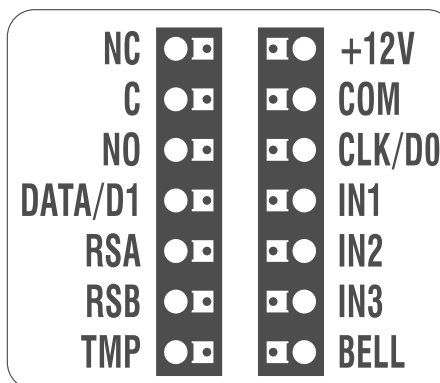 NC +12V
C COM
NO CLK/D0
DATA/D1 IN1
RSA IN2
RSB IN3
TMP BELL